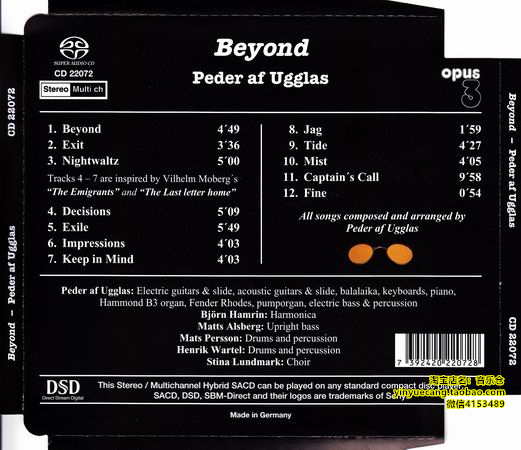 Beyond
Peder af Ugglas
SUPER AUDIO CD
CD 22072
Stereo Multi ch
opus
3
1. Beyond 4´49
2. Exit 3´36
3. Nightwaltz 5´00
Tracks 4 – 7 are inspired by Vilhelm Moberg´s
“The Emigrants” and “The Last letter home”
4. Decisions 5´09
5. Exile 5´49
6. Impressions 4´03
7. Keep in Mind 4´03
8. Jag 1´59
9. Tide 4´27
10. Mist 4´05
11. Captain´s Call 9´58
12. Fine 0´54
All songs composed and arranged by
Peder af Ugglas
Peder af Ugglas: Electric guitars & slide, acoustic guitars & slide, balalaika, keyboards, piano,
Hammond B3 organ, Fender Rhodes, pumporgan, electric bass & percussion
Björn Hamrin: Harmonica
Matts Alsberg: Upright bass
Mats Persson: Drums and percussion
Henrik Wartel: Drums and percussion
Stina Lundmark: Choir
7 392420 220728
DSD
Direct Stream Digital
This Stereo / Multichannel Hybrid SACD can be played on any standard compact disc player.
SACD, DSD, SBM-Direct and their logos are trademarks of Sony
Made in Germany
Beyond – Peder af Ugglas
CD 22072
Beyond – Peder af Ugglas
CD 22072
淘宝店名：音乐仓
yinyuecang.taobao.com
微信4153489